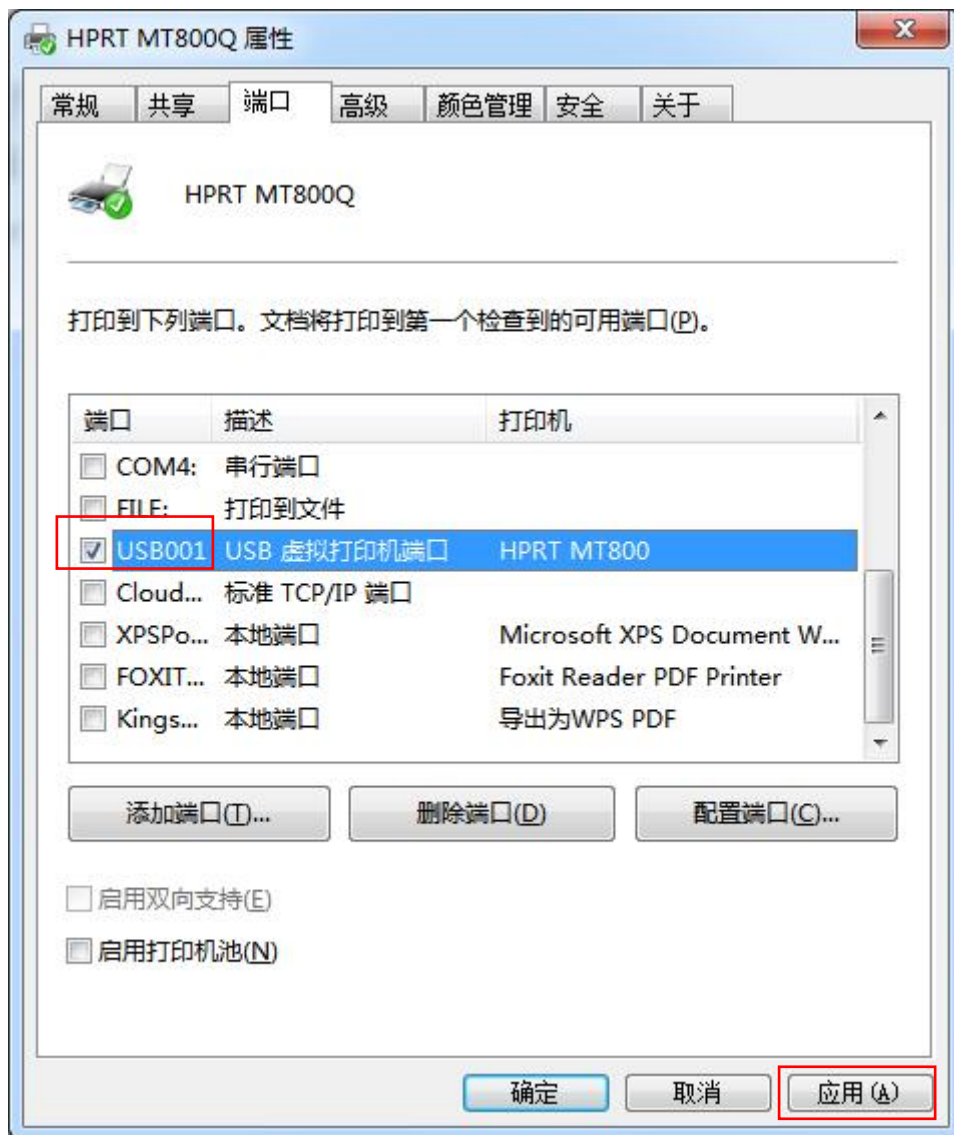 HPRT MT800Q 属性
常规 共享 端口 高级 颜色管理 安全 关于
HPRT MT800Q
打印到下列端口。文档将打印到第一个检查到的可用端口(P)。
端口 描述 打印机
COM4: 串行端口
FILE: 打印到文件
USB001 USB 虚拟打印机端口 HPRT MT800
Cloud... 标准 TCP/IP 端口
XPSPo... 本地端口 Microsoft XPS Document W...
FOXIT... 本地端口 Foxit Reader PDF Printer
Kings... 本地端口 导出为WPS PDF
添加端口(T)... 删除端口(D) 配置端口(C)...
启用双向支持(E)
启用打印机池(N)
确定 取消 应用(A)